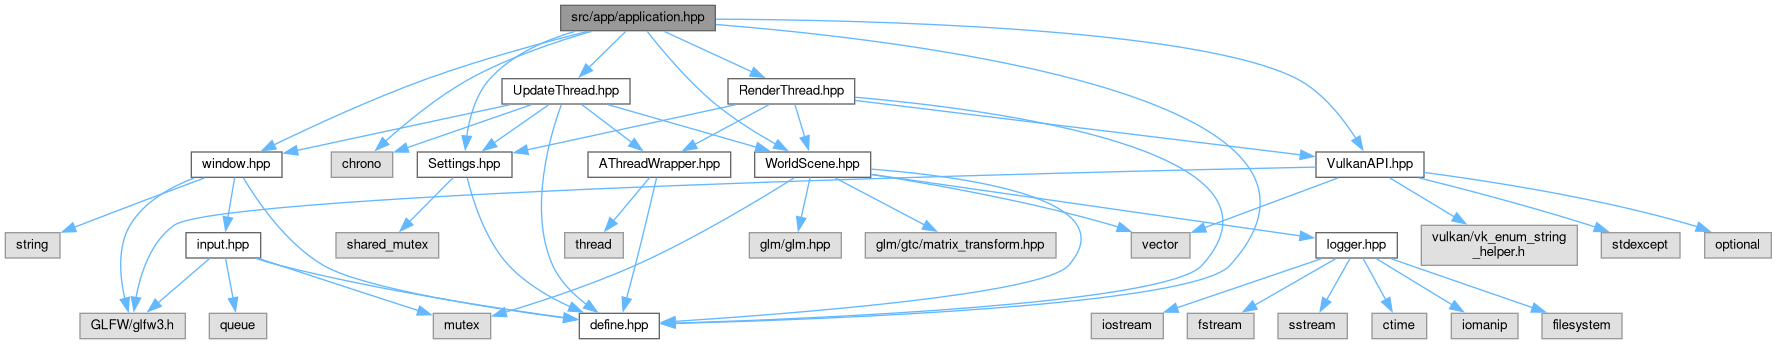 src/app/application.hpp
UpdateThread.hpp
RenderThread.hpp
window.hpp
chrono
Settings.hpp
AThreadWrapper.hpp
WorldScene.hpp
VulkanAPI.hpp
string
input.hpp
shared_mutex
thread
glm/glm.hpp
glm/gtc/matrix_transform.hpp
vector
logger.hpp
vulkan/vk_enum_string
_helper.h
stdexcept
optional
GLFW/glfw3.h
queue
mutex
define.hpp
iostream
fstream
sstream
ctime
iomanip
filesystem